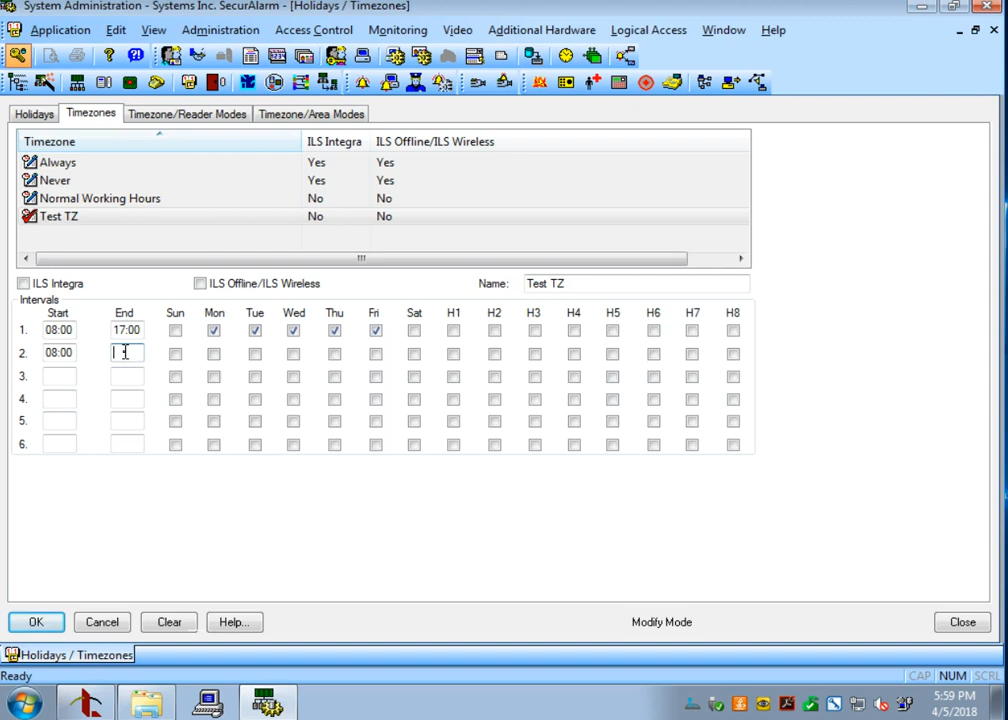 System Administration - Systems Inc. SecurAlarm - [Holidays / Timezones]
Application Edit View Administration Access Control Monitoring Video Additional Hardware Logical Access Window Help
Holidays Timezones Timezone/Reader Modes Timezone/Area Modes
Timezone ILS Integra ILS Offline/ILS Wireless
Always Yes Yes
Never Yes Yes
Normal Working Hours No No
Test TZ No No
ILS Integra ILS Offline/ILS Wireless Name: Test TZ
Intervals
Start End Sun Mon Tue Wed Thu Fri Sat H1 H2 H3 H4 H5 H6 H7 H8
1. 08:00 17:00
2. 08:00 :
3.
4.
5.
6.
OK Cancel Clear Help... Modify Mode Close
Holidays / Timezones
Ready CAP NUM SCRL
5:59 PM
4/5/2018